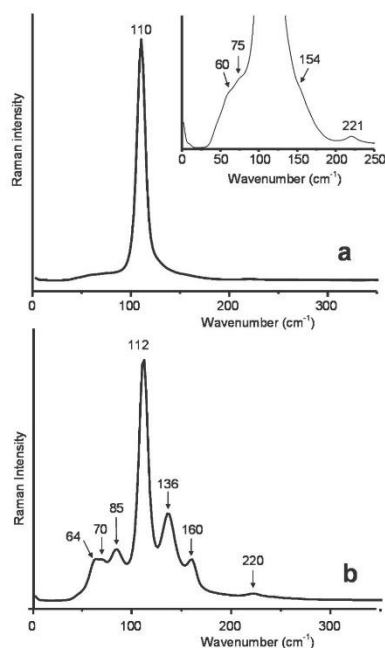 110
Raman intensity
60
75
154
221
0 50 100 150 200 250
Wavenumber (cm⁻¹)
a
0 100 200 300
Wavenumber (cm⁻¹)
112
Raman Intensity
64
70
85
136
160
220
b
0 100 200 300
Wavenumber (cm⁻¹)